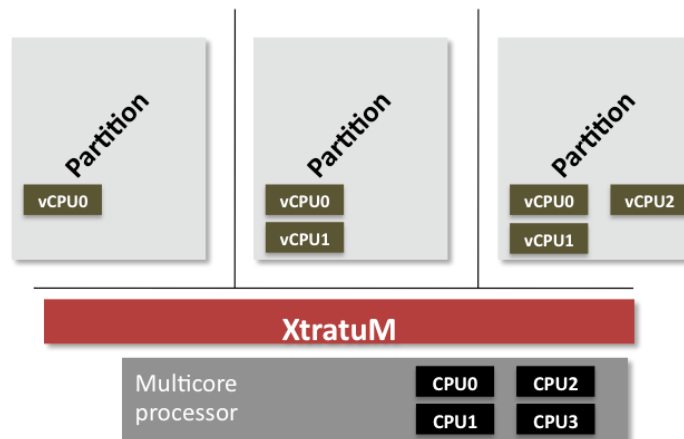 Partition
vCPU0
Partition
vCPU0
vCPU1
Partition
vCPU0
vCPU2
vCPU1
XtratuM
Multicore
processor
CPU0
CPU2
CPU1
CPU3